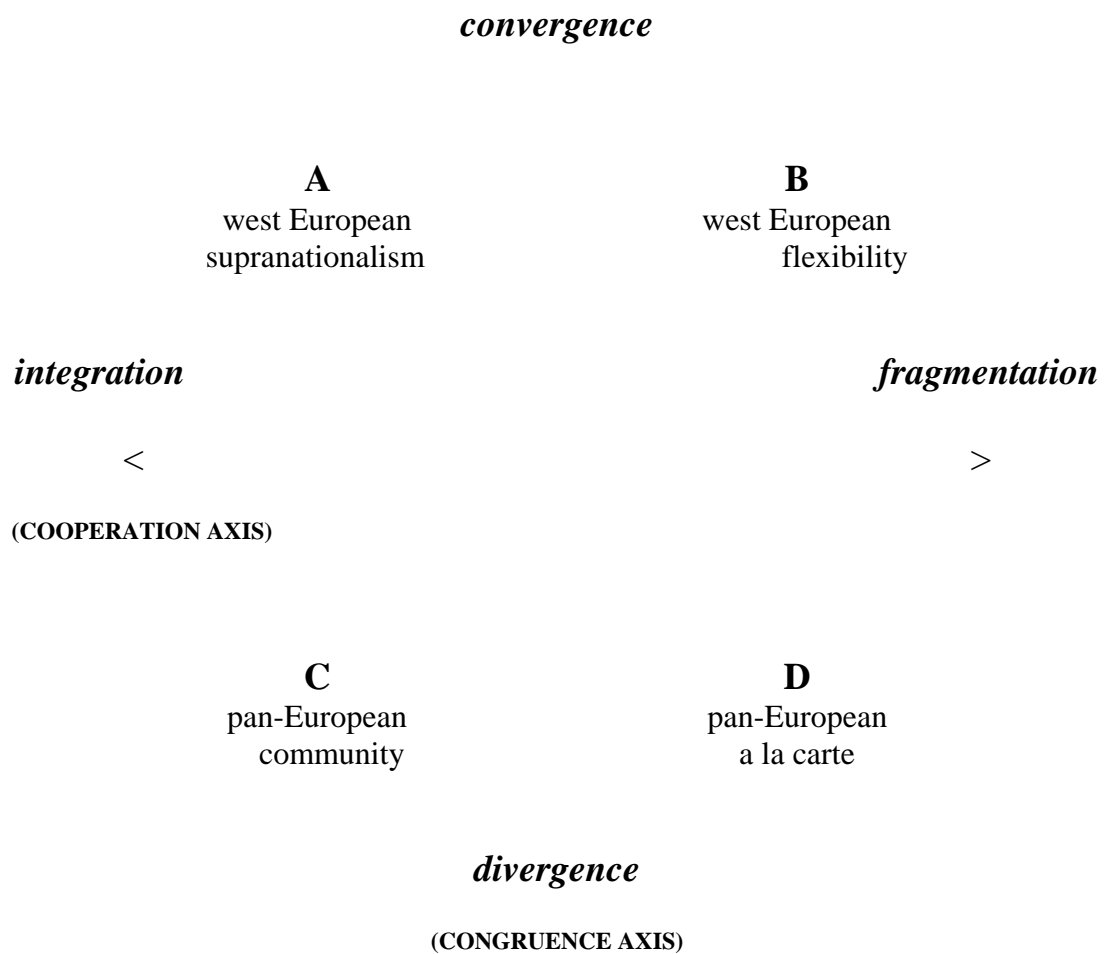 convergence
A B
west European west European
supranationalism flexibility
integration fragmentation
< >
(COOPERATION AXIS)
C D
pan-European pan-European
community a la carte
divergence
(CONGRUENCE AXIS)